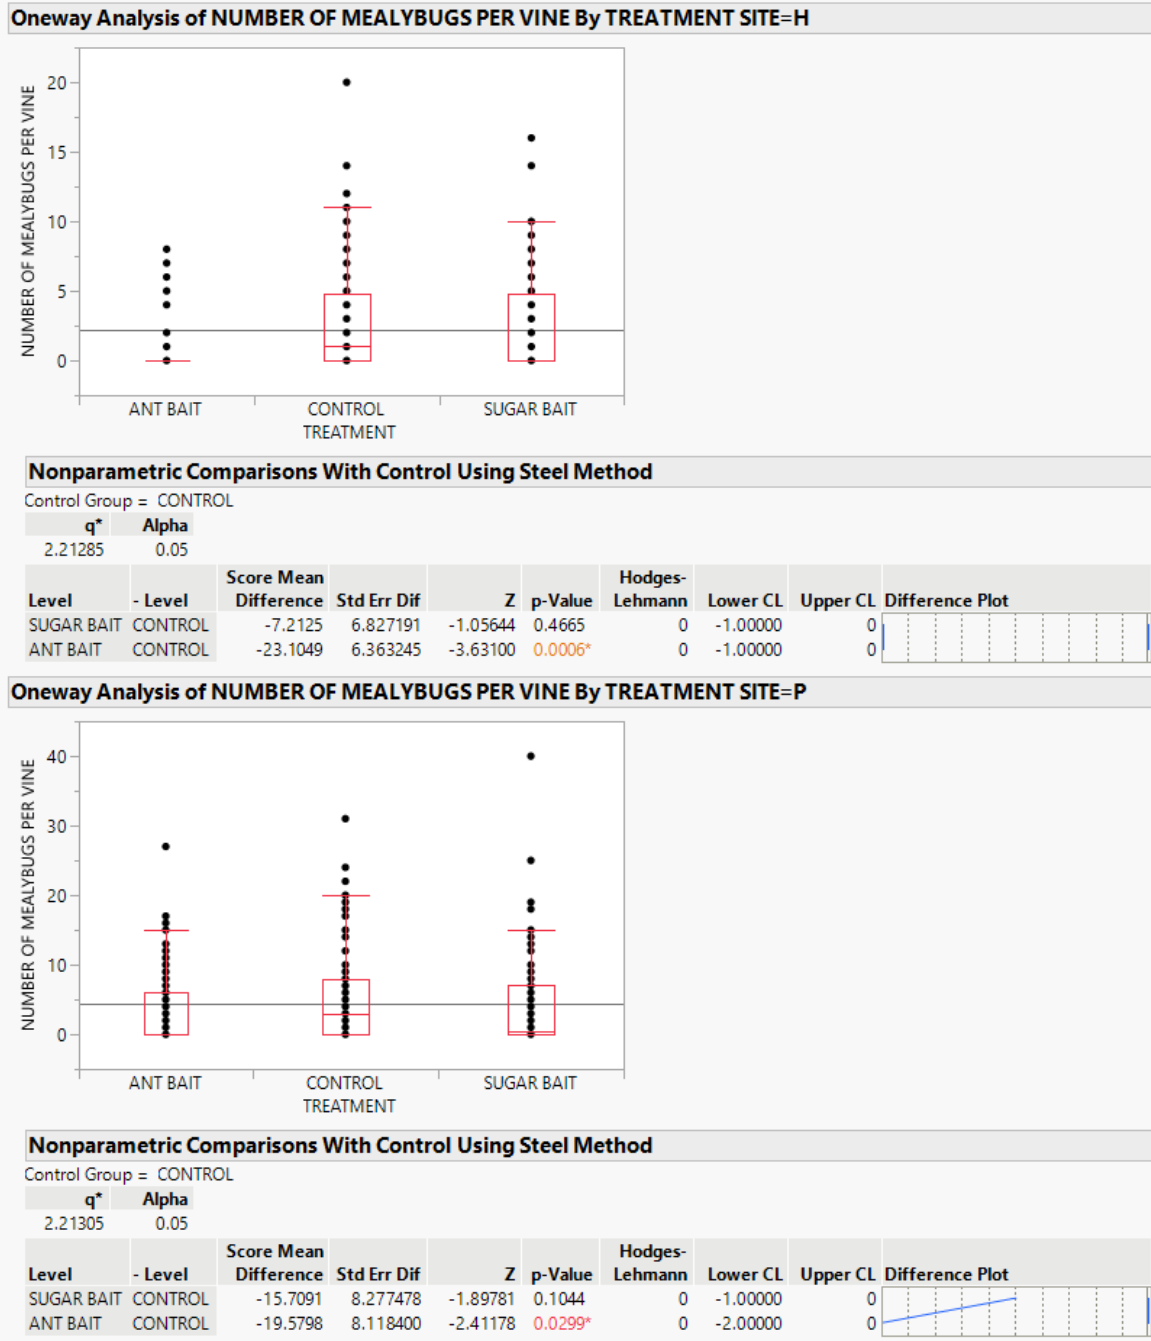 Oneway Analysis of NUMBER OF MEALYBUGS PER VINE By TREATMENT SITE=H
NUMBER OF MEALYBUGS PER VINE
20
15
10
5
0
ANT BAIT CONTROL SUGAR BAIT
TREATMENT
Nonparametric Comparisons With Control Using Steel Method
Control Group = CONTROL
q* Alpha
2.21285 0.05
Score Mean Hodges-
Level - Level Difference Std Err Dif Z p-Value Lehmann Lower CL Upper CL Difference Plot
SUGAR BAIT CONTROL -7.2125 6.827191 -1.05644 0.4665 0 -1.00000 0
ANT BAIT CONTROL -23.1049 6.363245 -3.63100 0.0006* 0 -1.00000 0
Oneway Analysis of NUMBER OF MEALYBUGS PER VINE By TREATMENT SITE=P
NUMBER OF MEALYBUGS PER VINE
40
30
20
10
0
ANT BAIT CONTROL SUGAR BAIT
TREATMENT
Nonparametric Comparisons With Control Using Steel Method
Control Group = CONTROL
q* Alpha
2.21305 0.05
Score Mean Hodges-
Level - Level Difference Std Err Dif Z p-Value Lehmann Lower CL Upper CL Difference Plot
SUGAR BAIT CONTROL -15.7091 8.277478 -1.89781 0.1044 0 -1.00000 0
ANT BAIT CONTROL -19.5798 8.118400 -2.41178 0.0299* 0 -2.00000 0